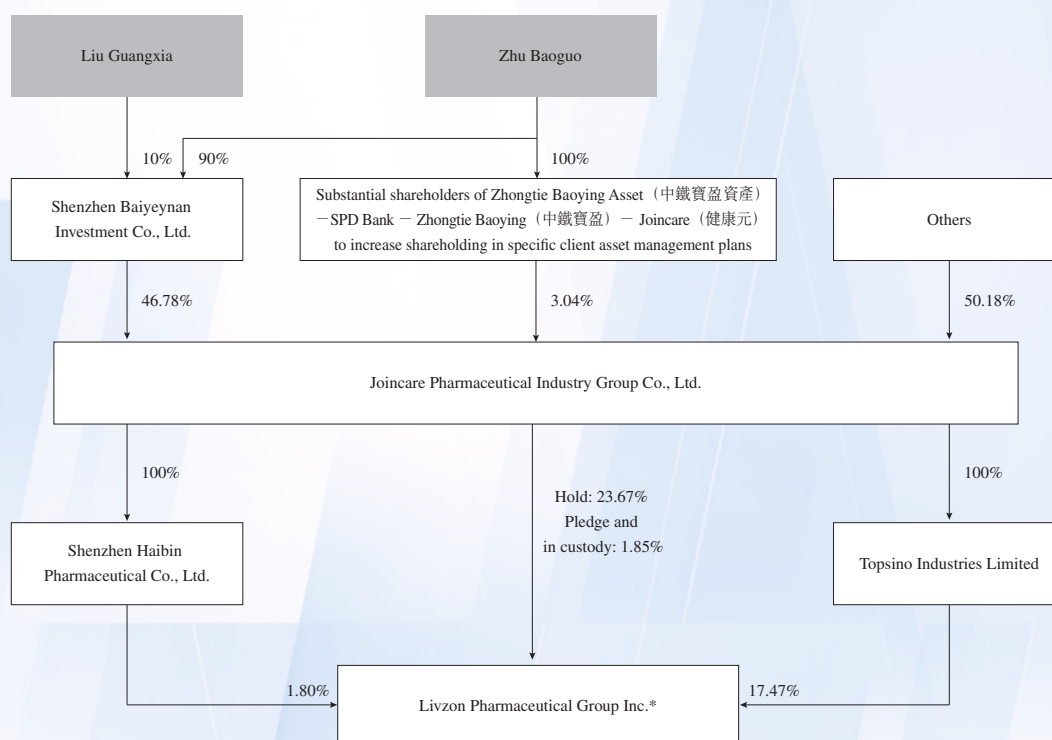 Liu Guangxia
Zhu Baoguo
10%
90%
100%
Shenzhen Baiyeynan
Investment Co., Ltd.
Substantial shareholders of Zhongtie Baoying Asset（中鐵寶盈資產）
－SPD Bank － Zhongtie Baoying（中鐵寶盈）－ Joincare（健康元）
to increase shareholding in specific client asset management plans
Others
46.78%
3.04%
50.18%
Joincare Pharmaceutical Industry Group Co., Ltd.
100%
Hold: 23.67%
Pledge and
in custody: 1.85%
100%
Shenzhen Haibin
Pharmaceutical Co., Ltd.
Topsino Industries Limited
1.80%
Livzon Pharmaceutical Group Inc.*
17.47%